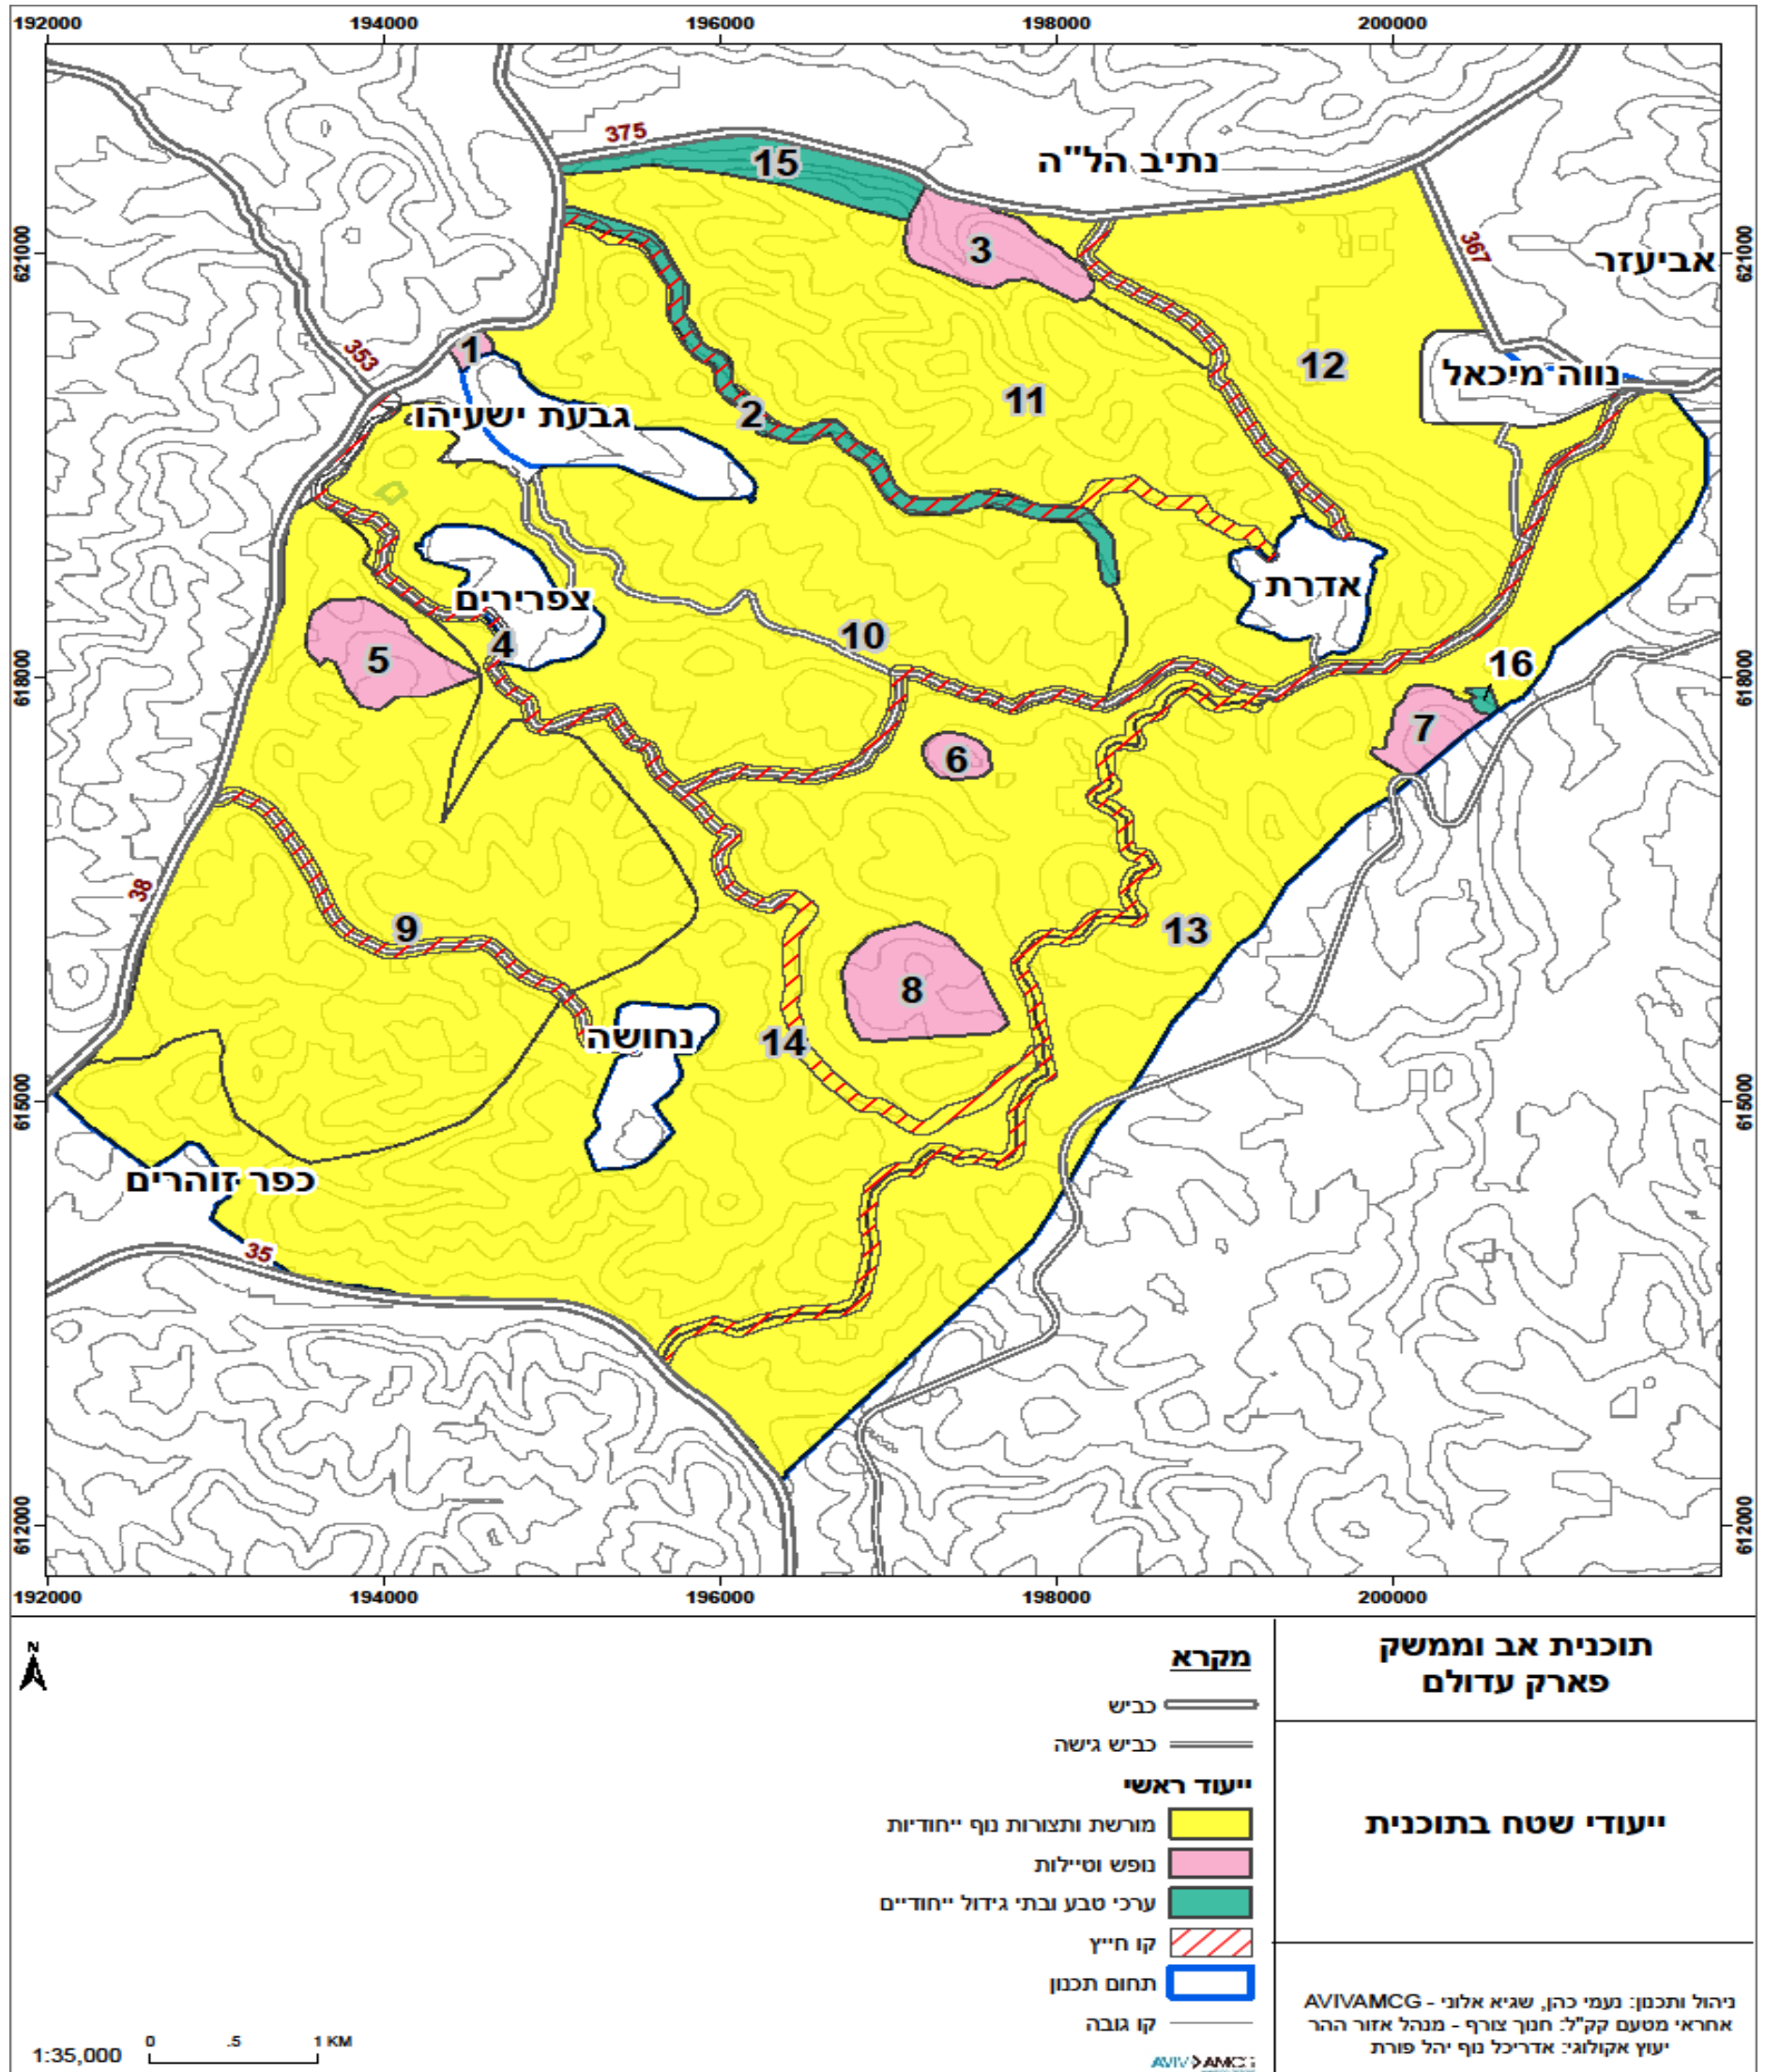 192000 194000 196000 198000 200000
375
15
נתיב הל"ה
3
621000
367
אביעזר
621000
1
353
12
נווה מיכאל
11
גבעת ישעיהו
2
אדרת
צפרירים
10
4
5
618000
16
618000
7
6
38
9
13
8
14
נחושה
615000
615000
כפר זוהרים
35
612000
612000
192000 194000 196000 198000 200000
N
תוכנית אב וממשק
פארק עדולם
ייעודי שטח בתוכנית
ניהול ותכנון: נעמי כהן, שגיא אלוני - AVIVAMCG
אחראי מטעם קק"ל: חנוך צורף - מנהל אזור ההר
יעוץ אקולוגי: אדריכל נוף יהל פורת
מקרא
כביש
כביש גישה
ייעוד ראשי
מורשת ותצורות נוף ייחודיות
נופש וטיילות
ערכי טבע ובתי גידול ייחודיים
קו חייץ
תחום תכנון
קו גובה
AVIV AMCG
1:35,000
0 .5 1 KM